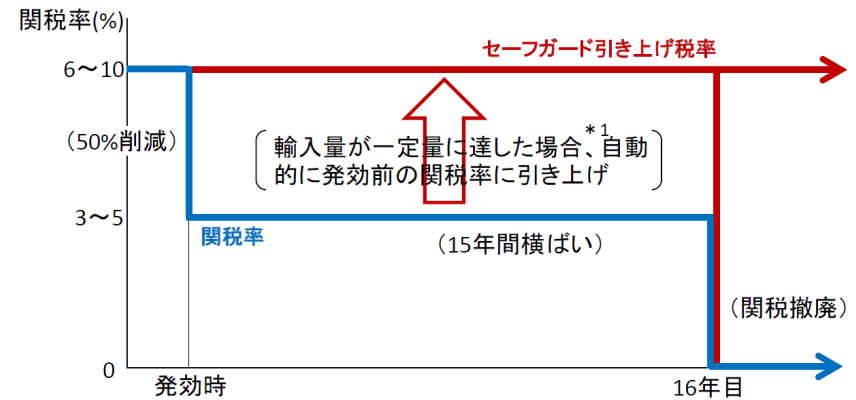 関税率(%)
セーフガード引き上げ税率
6～10
（50%削減）
輸入量が一定量に達した場合、*1自動
的に発効前の関税率に引き上げ
3～5
関税率
（15年間横ばい）
（関税撤廃）
0
発効時
16年目